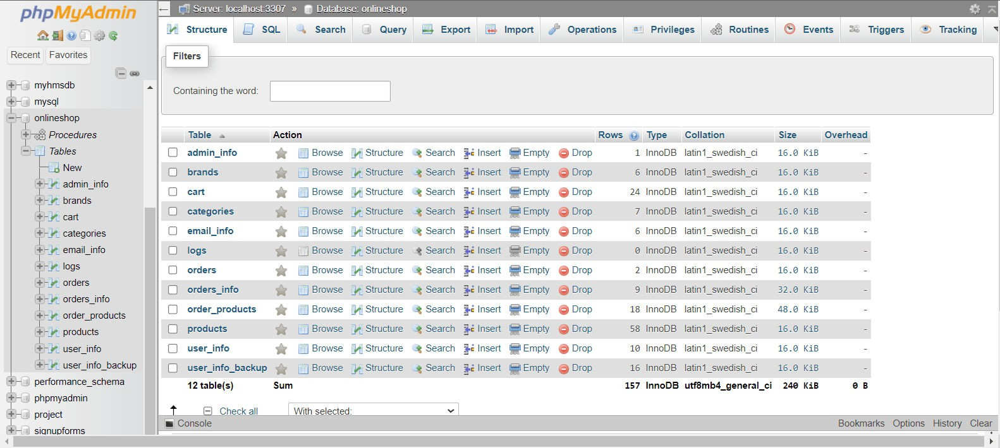 phpMyAdmin
Recent Favorites
myhmsdb
mysql
onlineshop
Procedures
Tables
New
admin_info
brands
cart
categories
email_info
logs
orders
orders_info
order_products
products
user_info
user_info_backup
performance_schema
phpmyadmin
project
signupforms
Server: localhost:3307 » Database: onlineshop
Structure SQL Search Query Export Import Operations Privileges Routines Events Triggers Tracking
Filters
Containing the word:
Table Action Rows Type Collation Size Overhead
admin_info Browse Structure Search Insert Empty Drop 1 InnoDB latin1_swedish_ci 16.0 KiB -
brands Browse Structure Search Insert Empty Drop 6 InnoDB latin1_swedish_ci 16.0 KiB -
cart Browse Structure Search Insert Empty Drop 24 InnoDB latin1_swedish_ci 16.0 KiB -
categories Browse Structure Search Insert Empty Drop 7 InnoDB latin1_swedish_ci 16.0 KiB -
email_info Browse Structure Search Insert Empty Drop 6 InnoDB latin1_swedish_ci 16.0 KiB -
logs Browse Structure Search Insert Empty Drop 0 InnoDB latin1_swedish_ci 16.0 KiB -
orders Browse Structure Search Insert Empty Drop 2 InnoDB latin1_swedish_ci 16.0 KiB -
orders_info Browse Structure Search Insert Empty Drop 9 InnoDB latin1_swedish_ci 32.0 KiB -
order_products Browse Structure Search Insert Empty Drop 18 InnoDB latin1_swedish_ci 48.0 KiB -
products Browse Structure Search Insert Empty Drop 58 InnoDB latin1_swedish_ci 16.0 KiB -
user_info Browse Structure Search Insert Empty Drop 10 InnoDB latin1_swedish_ci 16.0 KiB -
user_info_backup Browse Structure Search Insert Empty Drop 16 InnoDB latin1_swedish_ci 16.0 KiB -
12 table(s) Sum 157 InnoDB utf8mb4_general_ci 240 KiB 0 B
Check all With selected:
Console Bookmarks Options History Clear